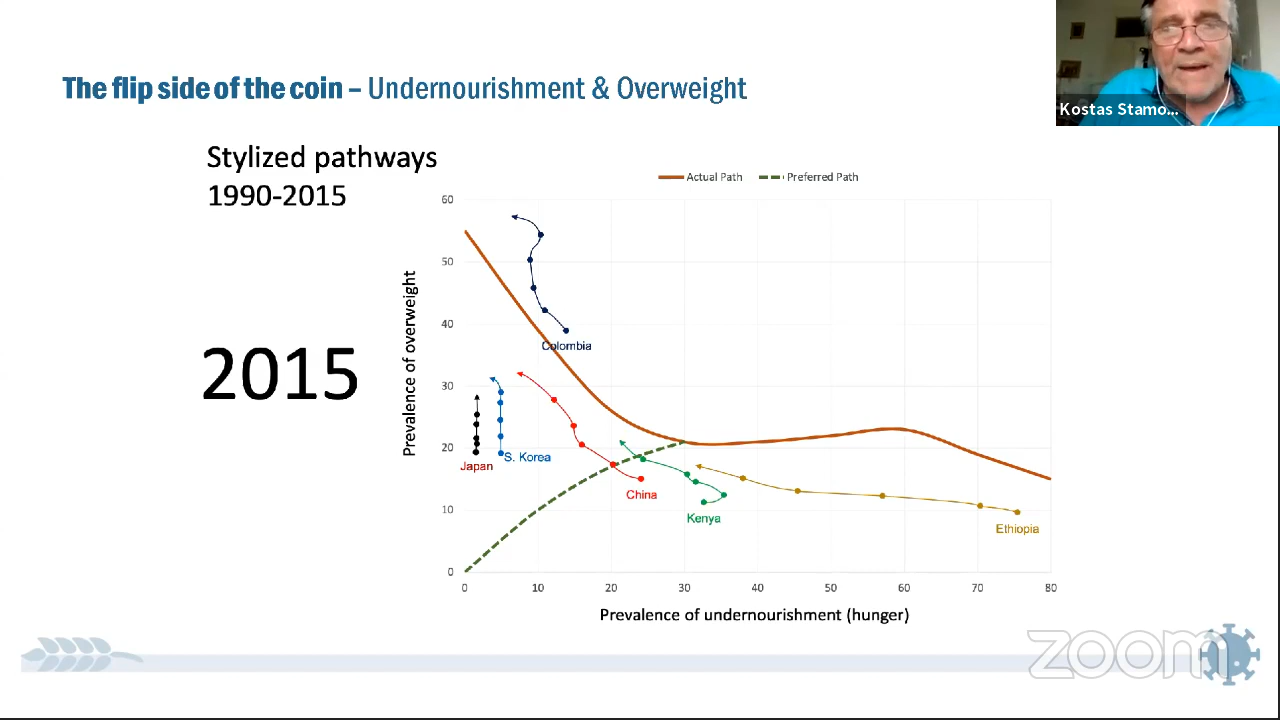 Kostas Stamo...
The flip side of the coin – Undernourishment & Overweight
Stylized pathways
1990-2015
2015
Actual Path
Preferred Path
Prevalence of overweight
60
50
40
30
20
10
0
Colombia
Japan
S. Korea
China
Kenya
Ethiopia
0 10 20 30 40 50 60 70 80
Prevalence of undernourishment (hunger)
zoom